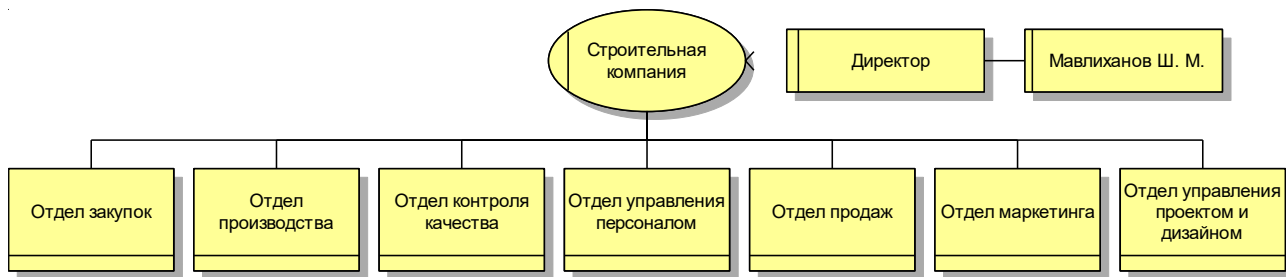 Строительная
компания
Директор
Мавлиханов Ш. М.
Отдел закупок
Отдел
производства
Отдел контроля
качества
Отдел управления
персоналом
Отдел продаж
Отдел маркетинга
Отдел управления
проектом и
дизайном